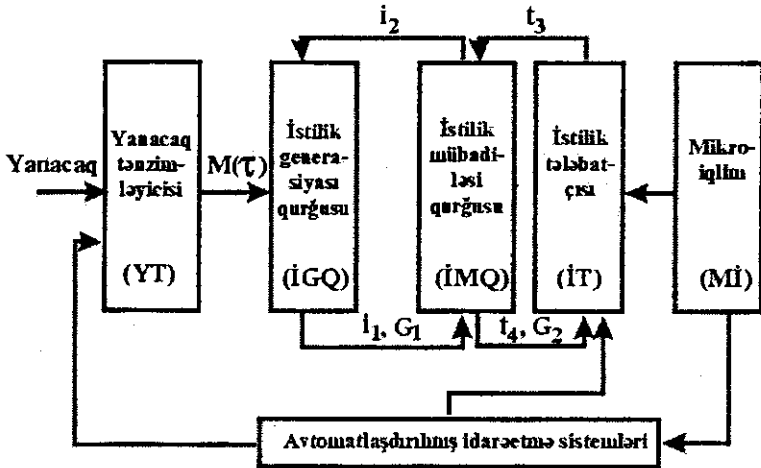 i₂
t₃
Yanacaq
Yanacaq
tənzim-
ləyicisi
(YT)
M(τ)
İstilik
genera-
siyası
qurğusu
(İGQ)
İstilik
mübadi-
ləsi
qurğusu
(İMQ)
İstilik
tələbat-
çısı
(İT)
Mikro-
iqlim
(Mİ)
i₁, G₁
t₄, G₂
Avtomatlaşdırılmış idarəetmə sistemləri